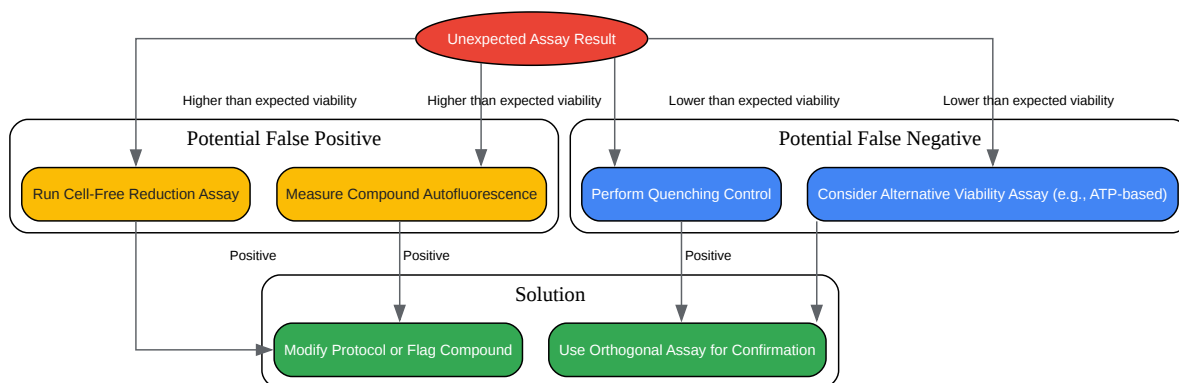 Unexpected Assay Result
Higher than expected viability
Higher than expected viability
Lower than expected viability
Lower than expected viability
Potential False Positive
Potential False Negative
Run Cell-Free Reduction Assay
Measure Compound Autofluorescence
Perform Quenching Control
Consider Alternative Viability Assay (e.g., ATP-based)
Positive
Positive
Positive
Solution
Modify Protocol or Flag Compound
Use Orthogonal Assay for Confirmation